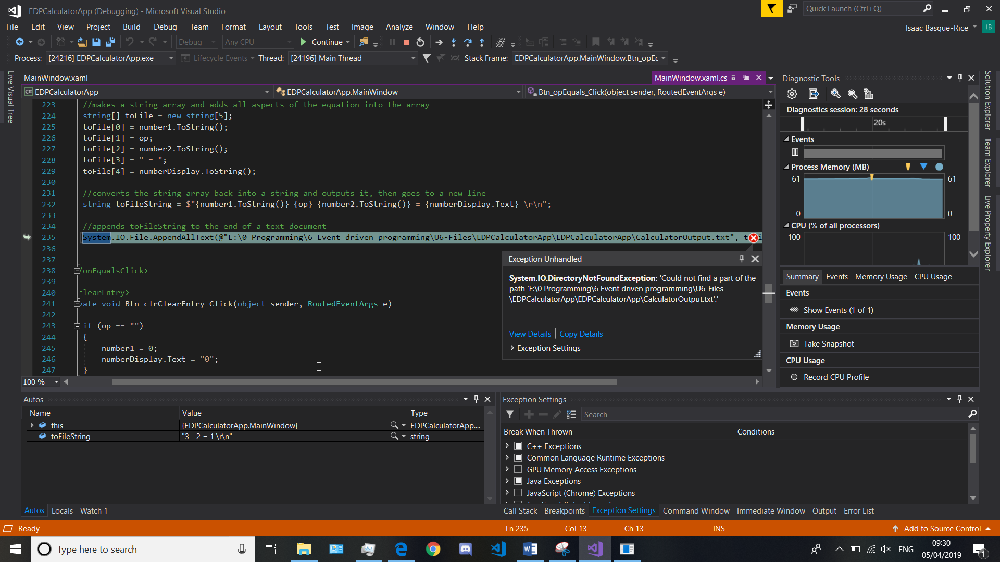 EDPCalculatorApp (Debugging) - Microsoft Visual Studio
Quick Launch (Ctrl+Q)
File Edit View Project Build Debug Team Format Layout Tools Test Image Analyze Window Help
Isaac Basque-Rice IB
Debug Any CPU Continue
Process: [24216] EDPCalculatorApp.exe Lifecycle Events Thread: [24196] Main Thread Stack Frame: EDPCalculatorApp.MainWindow.Btn_opEc
Live Visual Tree
MainWindow.xaml MainWindow.xaml.cs
EDPCalculatorApp EDPCalculatorApp.MainWindow Btn_opEquals_Click(object sender, RoutedEventArgs e)
223 //makes a string array and adds all aspects of the equation into the array
224 string[] toFile = new string[5];
225 toFile[0] = number1.ToString();
226 toFile[1] = op;
227 toFile[2] = number2.ToString();
228 toFile[3] = " = ";
229 toFile[4] = numberDisplay.ToString();
230
231 //converts the string array back into a string and outputs it, then goes to a new line
232 string toFileString = $"{number1.ToString()} {op} {number2.ToString()} = {numberDisplay.Text} \r\n";
233
234 //appends toFileString to the end of a text document
235 System.IO.File.AppendAllText(@"E:\0 Programming\6 Event driven programming\U6-Files\EDPCalculatorApp\EDPCalculatorApp\CalculatorOutput.txt", t
236
237
238 /onEqualsClick>
239
240 clearEntry>
241 vate void Btn_clrClearEntry_Click(object sender, RoutedEventArgs e)
242
243 if (op == "")
244 {
245 number1 = 0;
246 numberDisplay.Text = "0";
247 }
100 %
Exception Unhandled
System.IO.DirectoryNotFoundException: 'Could not find a part of the
path 'E:\0 Programming\6 Event driven programming\U6-Files
\EDPCalculatorApp\EDPCalculatorApp\CalculatorOutput.txt'.'
View Details | Copy Details
Exception Settings
Diagnostic Tools
Diagnostics session: 28 seconds
20s
Events
Process Memory (MB)
61 61
0 0
CPU (% of all processors)
100 100
Summary Events Memory Usage CPU Usage
Events
Show Events (1 of 1)
Memory Usage
Take Snapshot
CPU Usage
Record CPU Profile
Solution Explorer
Team Explorer
Live Property Explorer
Autos
Name Value Type
this {EDPCalculatorApp.MainWindow} EDPCalculatorApp....
toFileString "3 - 2 = 1 \r\n" string
Autos Locals Watch 1
Exception Settings
Search
Break When Thrown Conditions
C++ Exceptions
Common Language Runtime Exceptions
GPU Memory Access Exceptions
Java Exceptions
JavaScript (Chrome) Exceptions
Call Stack Breakpoints Exception Settings Command Window Immediate Window Output Error List
Ready Ln 235 Col 13 Ch 13 INS Add to Source Control
Type here to search
ENG
09:30
05/04/2019
1